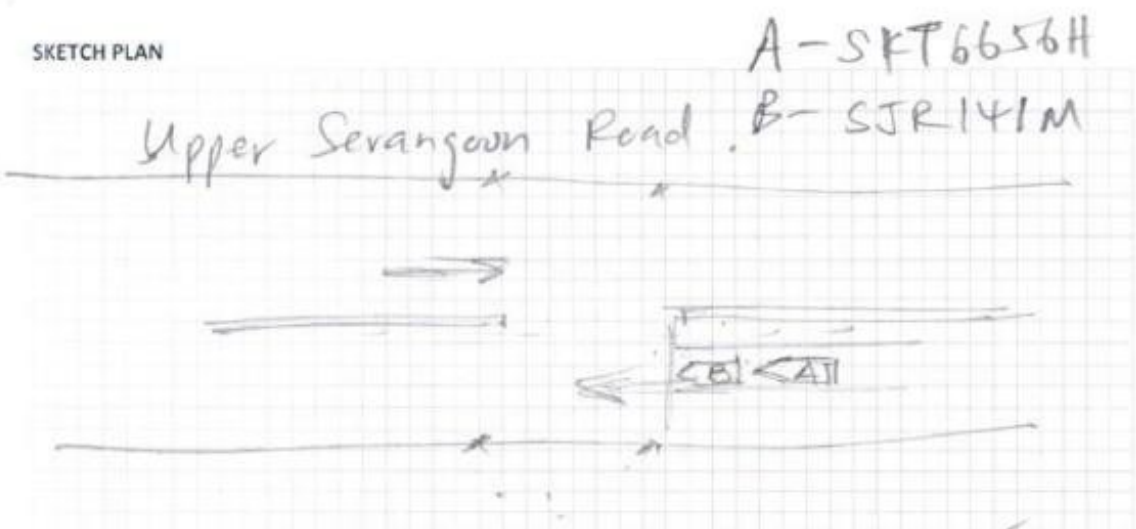 SKETCH PLAN
A - SKT6656H
B - SJR141M
Upper Serangoon Road.
B A